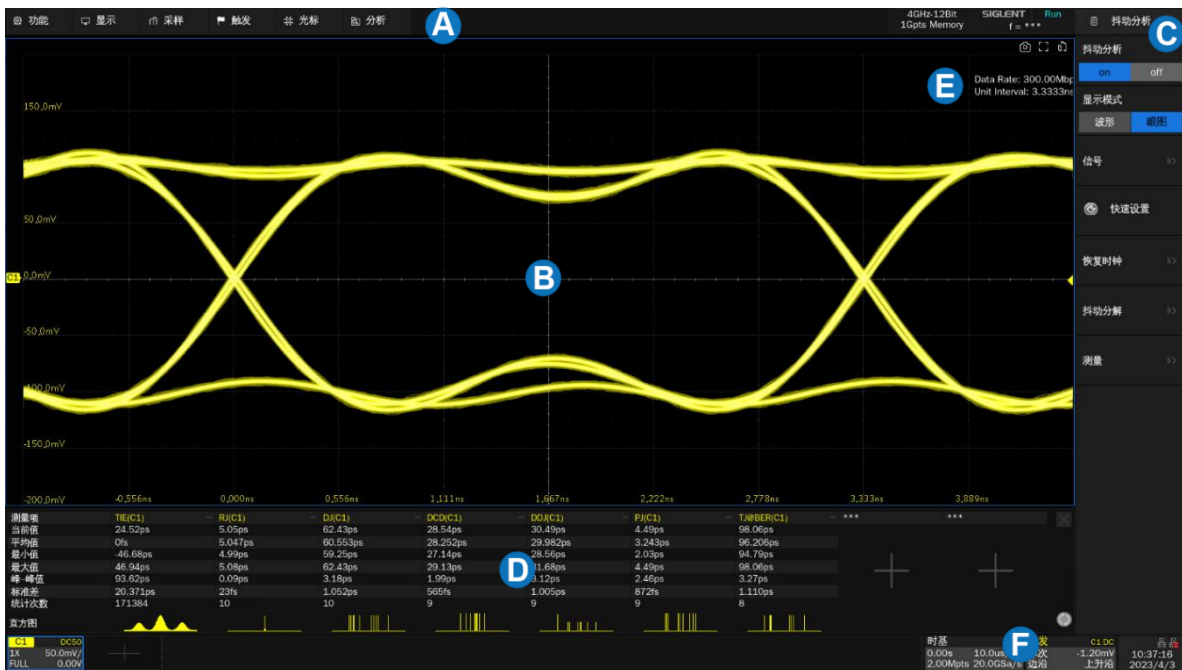 功能 显示 采样 触发 光标 分析 A
4GHz-12Bit SIGLENT Run
1Gpts Memory f = ***
抖动分析 C
抖动分析
on off
显示模式
波形 眼图
信号
快速设置
恢复时钟
抖动分解
测量
E
Data Rate: 300.00Mbp
Unit Interval: 3.3333ns
150.0mV
50.0mV
C1 0.0mV B
-50.0mV
-100.0mV
-150.0mV
-200.0mV -0.556ns 0.000ns 0.556ns 1.111ns 1.667ns 2.222ns 2.778ns 3.333ns 3.889ns
测量项 TIE(C1) RJ(C1) DJ(C1) DCD(C1) DDJ(C1) PJ(C1) TJ@BER(C1) *** ***
当前值 24.52ps 5.05ps 62.43ps 28.54ps 30.49ps 4.49ps 98.06ps
平均值 0fs 5.047ps 60.553ps 28.252ps 29.982ps 3.243ps 96.206ps
最小值 -46.68ps 4.99ps 59.25ps 27.14ps 28.56ps 2.03ps 94.79ps
最大值 46.94ps 5.08ps 62.43ps 29.13ps D 31.68ps 4.49ps 98.06ps
峰-峰值 93.62ps 0.09ps 3.18ps 1.99ps 3.12ps 2.46ps 3.27ps
标准差 20.371ps 23fs 1.052ps 565fs 1.005ps 872fs 1.110ps
统计次数 171384 10 10 9 9 9 8
直方图
C1 DC50
1X 50.0mV/
FULL 0.00V
时基
0.00s 10.0us/
2.00Mpts 20.0GSa/s
F
发 C1 DC
次 -1.20mV
边沿 上升沿
10:37:16
2023/4/3